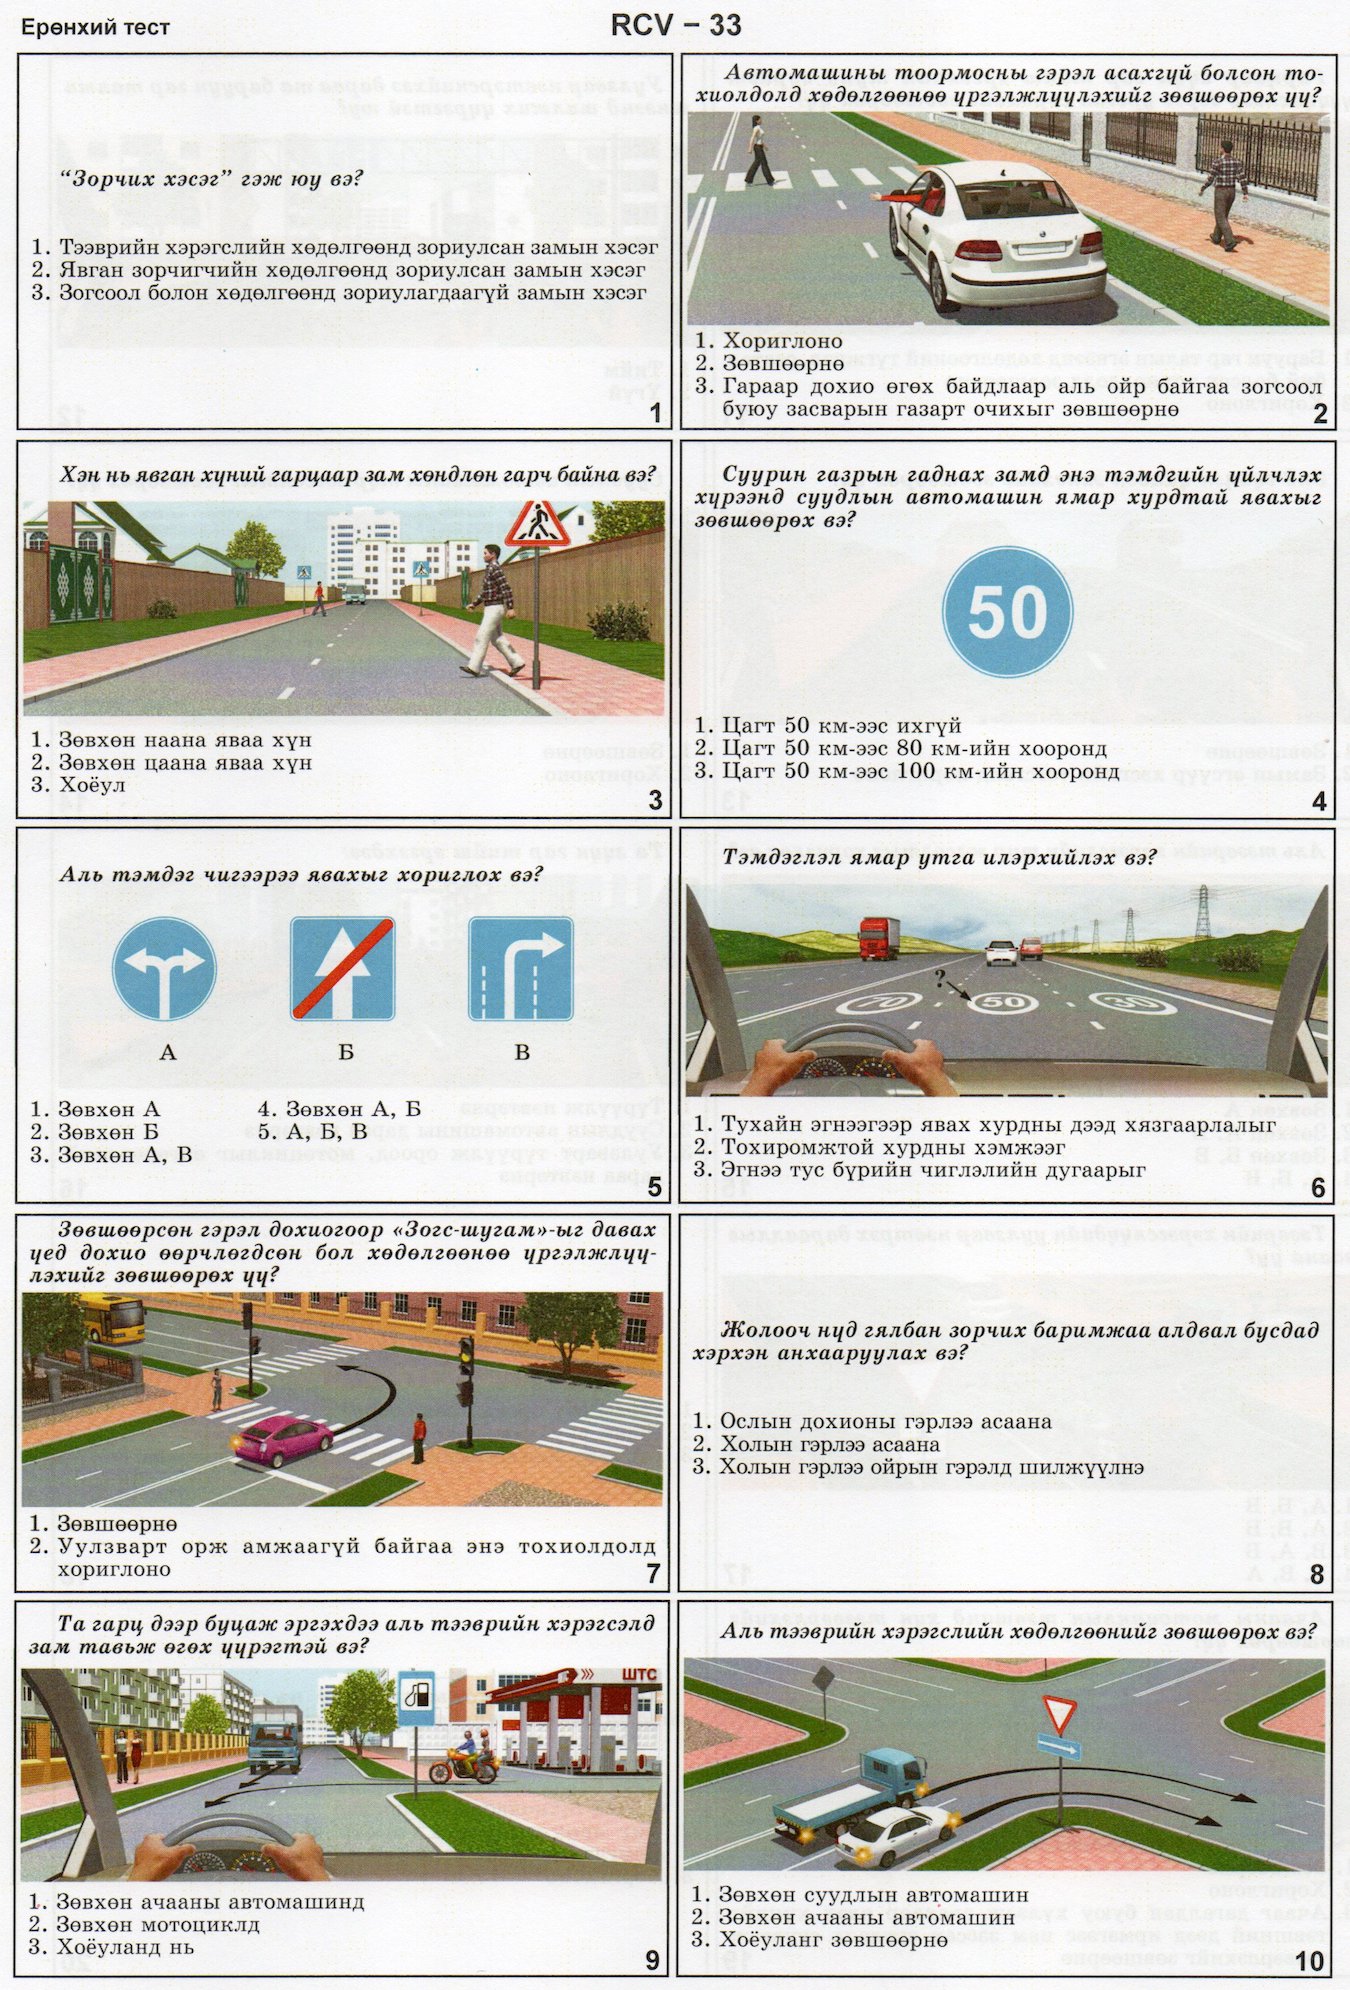 Ерөнхий тест
RCV – 33
“Зорчих хэсэг” гэж юу вэ?
1. Тээврийн хэрэгслийн хөдөлгөөнд зориулсан замын хэсэг
2. Явган зорчигчийн хөдөлгөөнд зориулсан замын хэсэг
3. Зогсоол болон хөдөлгөөнд зориулагдаагүй замын хэсэг
1
Автомашины тоормосны гэрэл асахгүй болсон то-
хиолдолд хөдөлгөөнөө үргэлжлүүлэхийг зөвшөөрөх үү?
1. Хориглоно
2. Зөвшөөрнө
3. Гараар дохио өгөх байдлаар аль ойр байгаа зогсоол
буюу засварын газарт очихыг зөвшөөрнө
2
Хэн нь явган хүний гарцаар зам хөндлөн гарч байна вэ?
1. Зөвхөн наана яваа хүн
2. Зөвхөн цаана яваа хүн
3. Хоёул
3
Суурин газрын гаднах замд энэ тэмдгийн үйлчлэх
хүрээнд суудлын автомашин ямар хурдтай явахыг
зөвшөөрөх вэ?
50
1. Цагт 50 км-ээс ихгүй
2. Цагт 50 км-ээс 80 км-ийн хооронд
3. Цагт 50 км-ээс 100 км-ийн хооронд
4
Аль тэмдэг чигээрээ явахыг хориглох вэ?
А Б В
1. Зөвхөн А
2. Зөвхөн Б
3. Зөвхөн А, В
4. Зөвхөн А, Б
5. А, Б, В
5
Тэмдэглэл ямар утга илэрхийлэх вэ?
?
70 50 30
1. Тухайн эгнээгээр явах хурдны дээд хязгаарлалыг
2. Тохиромжтой хурдны хэмжээг
3. Эгнээ тус бүрийн чиглэлийн дугаарыг
6
Зөвшөөрсөн гэрэл дохиогоор «Зогс-шугам»-ыг давах
үед дохио өөрчлөгдсөн бол хөдөлгөөнөө үргэлжлүү-
лэхийг зөвшөөрөх үү?
1. Зөвшөөрнө
2. Уулзварт орж амжаагүй байгаа энэ тохиолдолд
хориглоно
7
Жолооч нүд гялбан зорчих баримжаа алдвал бусдад
хэрхэн анхааруулах вэ?
1. Ослын дохионы гэрлээ асаана
2. Холын гэрлээ асаана
3. Холын гэрлээ ойрын гэрэлд шилжүүлнэ
8
Та гарц дээр буцаж эргэхдээ аль тээврийн хэрэгсэлд
зам тавьж өгөх үүрэгтэй вэ?
ШТС
1. Зөвхөн ачааны автомашинд
2. Зөвхөн мотоциклд
3. Хоёуланд нь
9
Аль тээврийн хэрэгслийн хөдөлгөөнийг зөвшөөрөх вэ?
1. Зөвхөн суудлын автомашин
2. Зөвхөн ачааны автомашин
3. Хоёуланг зөвшөөрнө
10